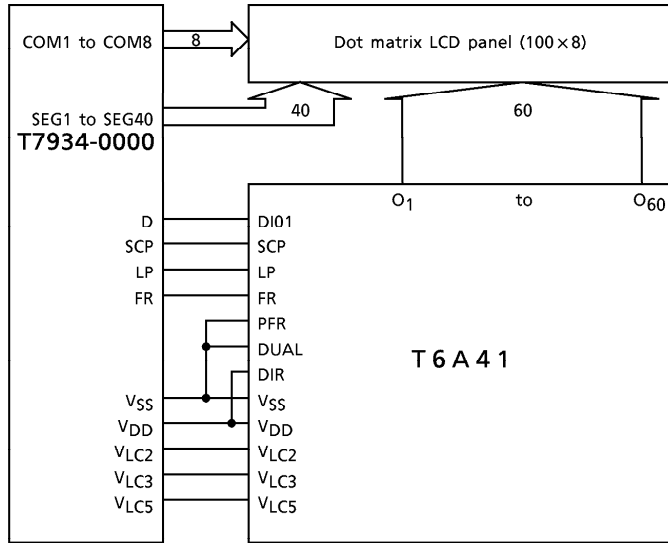 COM1 to COM8
8
Dot matrix LCD panel (100×8)
SEG1 to SEG40
40
60
T7934-0000
O1 to O60
D
DI01
SCP
SCP
LP
LP
FR
FR
PFR
DUAL
DIR
T6A41
VSS
VSS
VDD
VDD
VLC2
VLC2
VLC3
VLC3
VLC5
VLC5